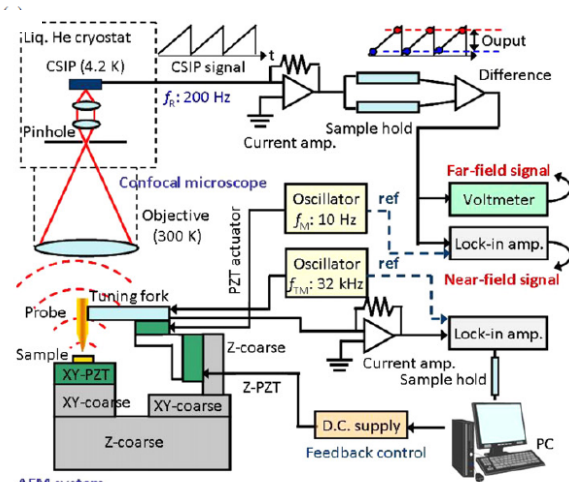 Liq. He cryostat
CSIP (4.2 K)
Pinhole
CSIP signal
t
fR: 200 Hz
Ouput
Difference
Sample hold
Current amp.
Confocal microscope
Objective
(300 K)
PZT actuator
Oscillator
fM: 10 Hz
ref
Far-field signal
Voltmeter
Lock-in amp.
Near-field signal
Oscillator
fTM: 32 kHz
ref
Tuning fork
Probe
Sample
XY-PZT
XY-coarse
XY-coarse
Z-coarse
Z-coarse
Z-PZT
Current amp.
Lock-in amp.
Sample hold
D.C. supply
Feedback control
PC